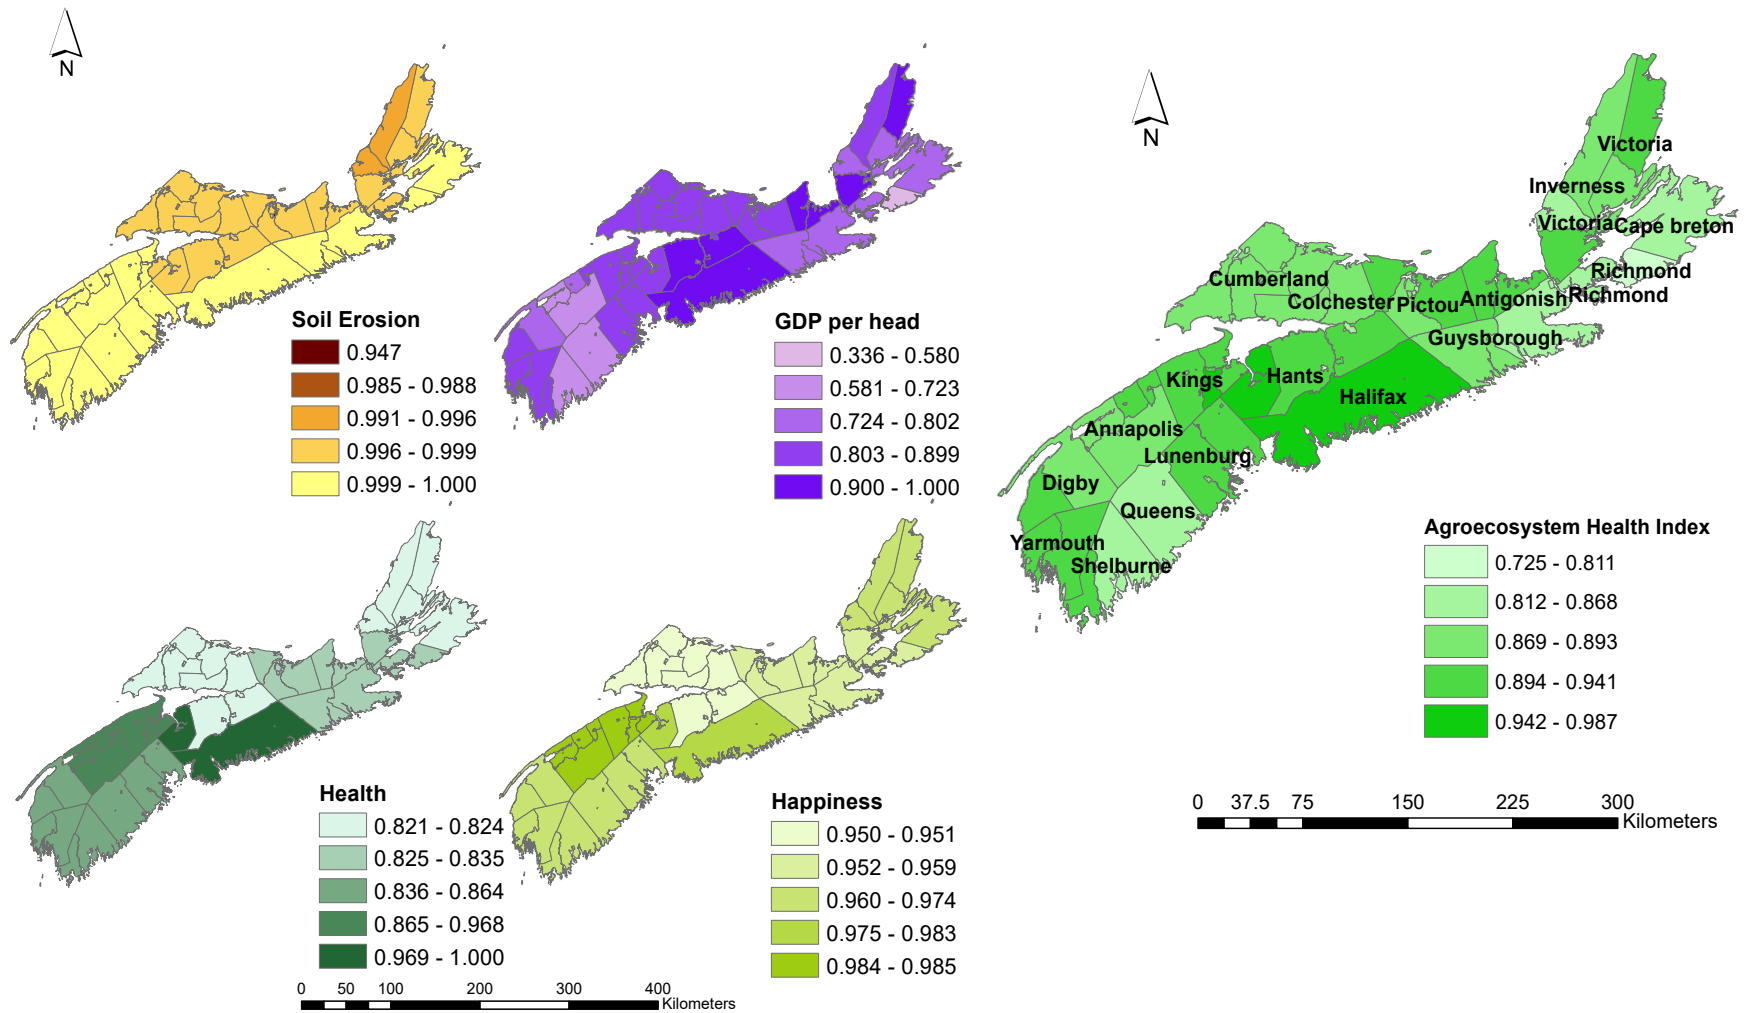 N
Soil Erosion
0.947
0.985 - 0.988
0.991 - 0.996
0.996 - 0.999
0.999 - 1.000
GDP per head
0.336 - 0.580
0.581 - 0.723
0.724 - 0.802
0.803 - 0.899
0.900 - 1.000
Health
0.821 - 0.824
0.825 - 0.835
0.836 - 0.864
0.865 - 0.968
0.969 - 1.000
Happiness
0.950 - 0.951
0.952 - 0.959
0.960 - 0.974
0.975 - 0.983
0.984 - 0.985
0 50 100 200 300 400
Kilometers
N
Victoria
Inverness
Victoria
Cape breton
Richmond
Richmond
Cumberland
Colchester
Pictou
Antigonish
Guysborough
Kings
Hants
Halifax
Annapolis
Lunenburg
Digby
Queens
Yarmouth
Shelburne
Agroecosystem Health Index
0.725 - 0.811
0.812 - 0.868
0.869 - 0.893
0.894 - 0.941
0.942 - 0.987
0 37.5 75 150 225 300
Kilometers